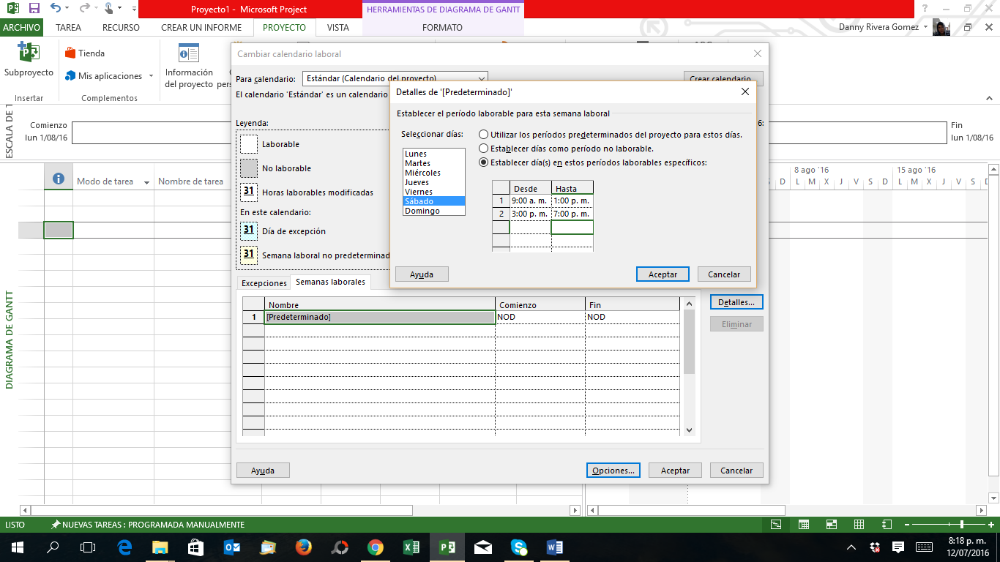 Proyecto1 - Microsoft Project
HERRAMIENTAS DE DIAGRAMA DE GANTT
ARCHIVO TAREA RECURSO CREAR UN INFORME PROYECTO VISTA FORMATO
Danny Rivera Gomez
Subproyecto
Insertar
Tienda
Mis aplicaciones
Complementos
Información
del proyecto
Cambiar calendario laboral
Para calendario: Estándar (Calendario del proyecto)
Crear calendario
El calendario 'Estándar' es un calendario
Leyenda:
Laborable
No laborable
31 Horas laborables modificadas
En este calendario:
31 Día de excepción
31 Semana laboral no predeterminad
Detalles de '[Predeterminado]'
Establecer el período laborable para esta semana laboral
Seleccionar días:
Lunes
Martes
Miércoles
Jueves
Viernes
Sábado
Domingo
Utilizar los períodos predeterminados del proyecto para estos días.
Establecer días como período no laborable.
Establecer día(s) en estos períodos laborables específicos:
Desde Hasta
1 9:00 a. m. 1:00 p. m.
2 3:00 p. m. 7:00 p. m.
Ayuda Aceptar Cancelar
Excepciones Semanas laborales
Nombre Comienzo Fin
1 [Predeterminado] NOD NOD
Detalles...
Eliminar
Ayuda Opciones... Aceptar Cancelar
ESCALA DE T
Comienzo
lun 1/08/16
Fin
lun 1/08/16
6:
Modo de tarea Nombre de tarea
8 ago '16 15 ago '16
S D L M X J V S D L M X J V S
DIAGRAMA DE GANTT
LISTO NUEVAS TAREAS : PROGRAMADA MANUALMENTE
8:18 p. m.
12/07/2016